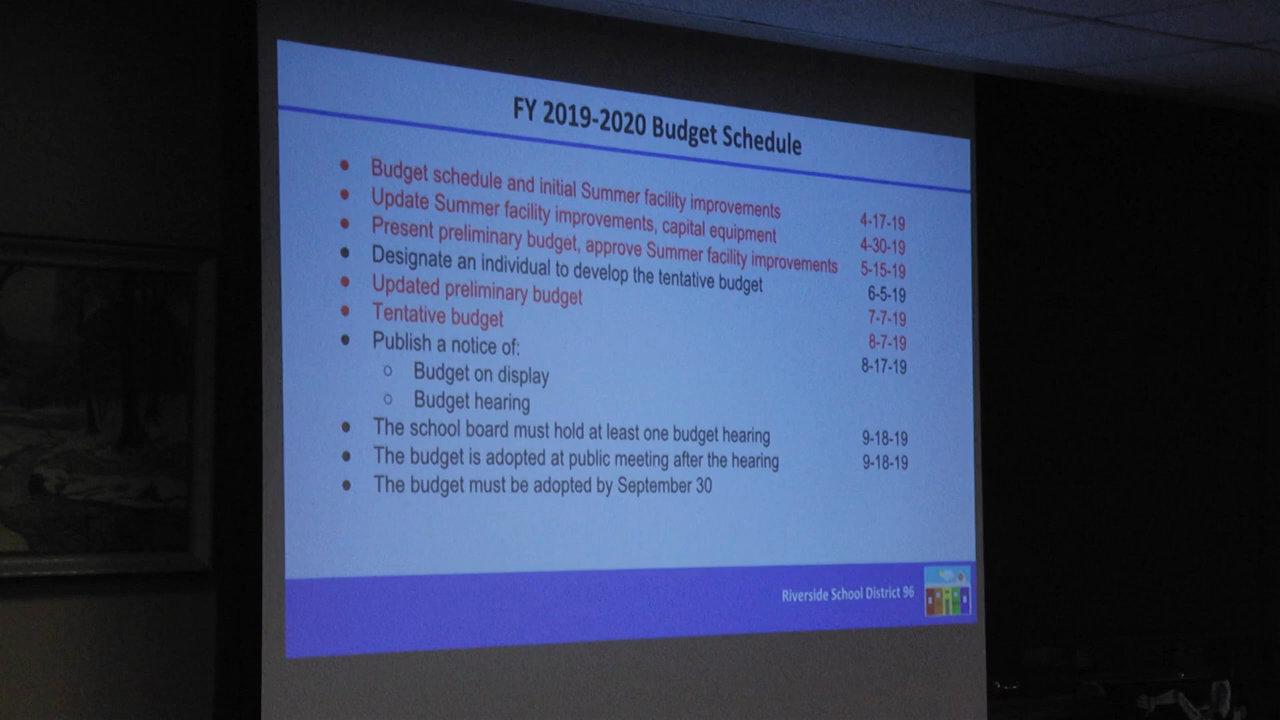 FY 2019-2020 Budget Schedule
• Budget schedule and initial Summer facility improvements 4-17-19
• Update Summer facility improvements, capital equipment 4-30-19
• Present preliminary budget, approve Summer facility improvements 5-15-19
• Designate an individual to develop the tentative budget 6-5-19
• Updated preliminary budget 7-7-19
• Tentative budget 8-7-19
• Publish a notice of: 8-17-19
○ Budget on display
○ Budget hearing
• The school board must hold at least one budget hearing 9-18-19
• The budget is adopted at public meeting after the hearing 9-18-19
• The budget must be adopted by September 30
Riverside School District 96